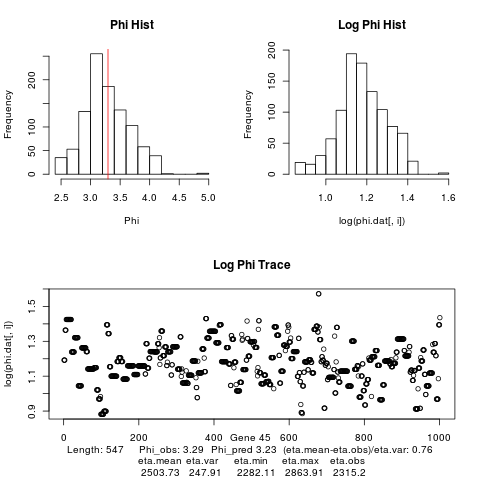 Phi Hist
Log Phi Hist
Frequency
0 50 100 200
2.5 3.0 3.5 4.0 4.5 5.0
Phi
Frequency
0 50 100 150 200
1.0 1.2 1.4 1.6
log(phi.dat[, i])
Log Phi Trace
log(phi.dat[, i])
0.9 1.1 1.3 1.5
0 200 400 600 800 1000
Gene 45
Length: 547 Phi_obs: 3.29 Phi_pred 3.23 (eta.mean-eta.obs)/eta.var: 0.76
eta.mean eta.var eta.min eta.max eta.obs
2503.73 247.91 2282.11 2863.91 2315.2